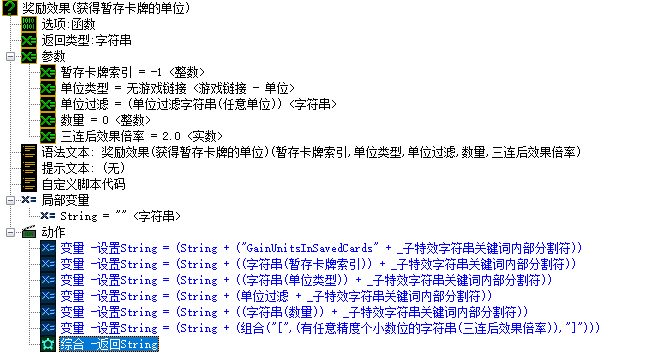 奖励效果(获得暂存卡牌的单位)
选项:函数
返回类型:字符串
参数
暂存卡牌索引 = -1 <整数>
单位类型 = 无游戏链接 <游戏链接 - 单位>
单位过滤 = (单位过滤字符串(任意单位)) <字符串>
数量 = 0 <整数>
三连后效果倍率 = 2.0 <实数>
语法文本: 奖励效果(获得暂存卡牌的单位)(暂存卡牌索引,单位类型,单位过滤,数量,三连后效果倍率)
提示文本: (无)
自定义脚本代码
局部变量
String = "" <字符串>
动作
变量 -设置String = (String + ("GainUnitsInSavedCards" + _子特效字符串关键词内部分割符))
变量 -设置String = (String + ((字符串(暂存卡牌索引)) + _子特效字符串关键词内部分割符))
变量 -设置String = (String + ((字符串(单位类型)) + _子特效字符串关键词内部分割符))
变量 -设置String = (String + (单位过滤 + _子特效字符串关键词内部分割符))
变量 -设置String = (String + ((字符串(数量)) + _子特效字符串关键词内部分割符))
变量 -设置String = (String + (组合("[",(有任意精度个小数位的字符串(三连后效果倍率)),"]")))
综合 -返回String